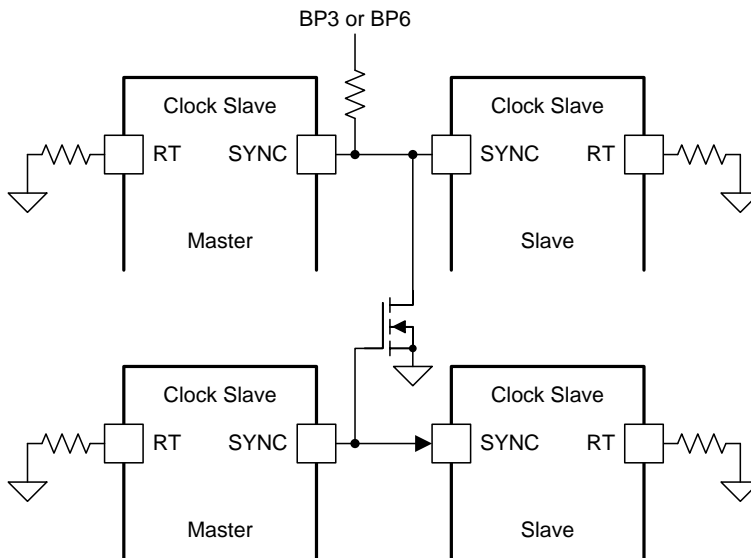 BP3 or BP6
Clock Slave Clock Slave
RT SYNC SYNC RT
Master Slave
Clock Slave Clock Slave
RT SYNC SYNC RT
Master Slave